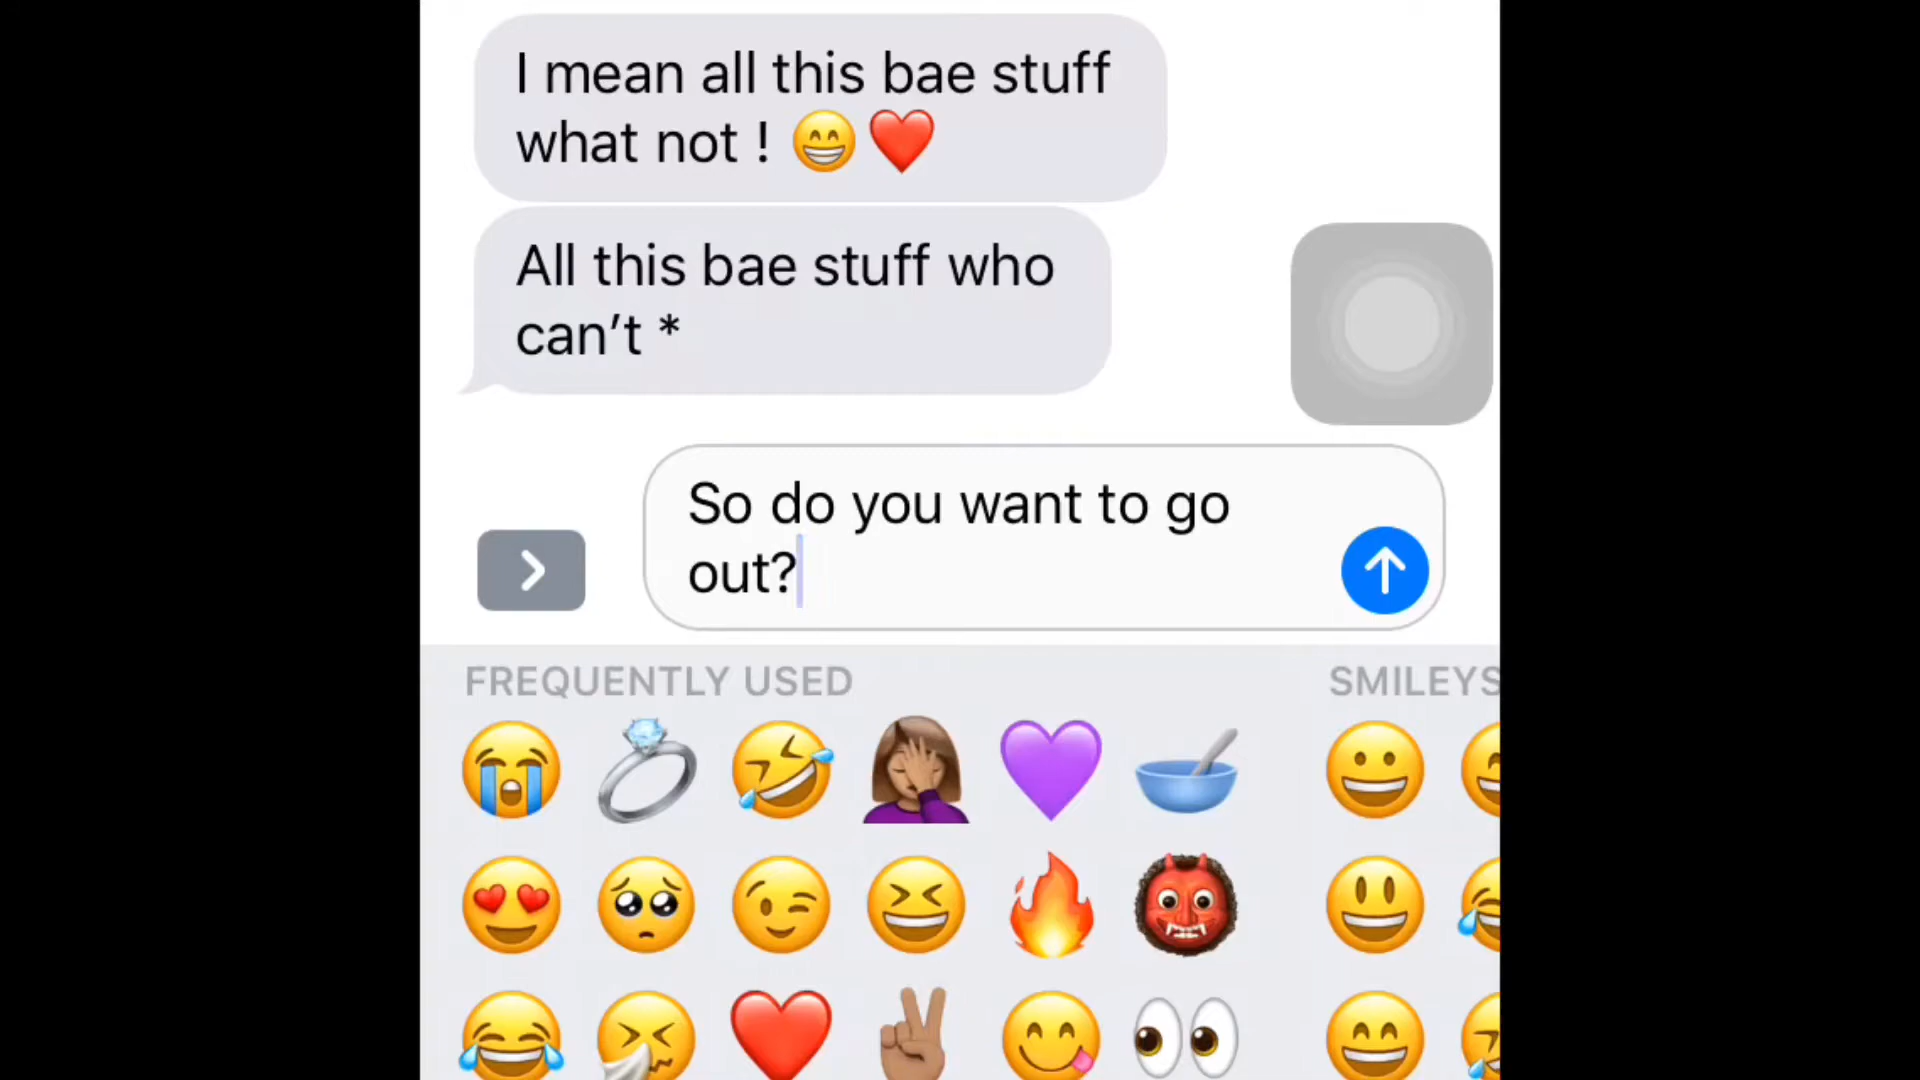 I mean all this bae stuff
what not ! 😁❤️
All this bae stuff who
can’t *
So do you want to go
out?
FREQUENTLY USED
SMILEYS